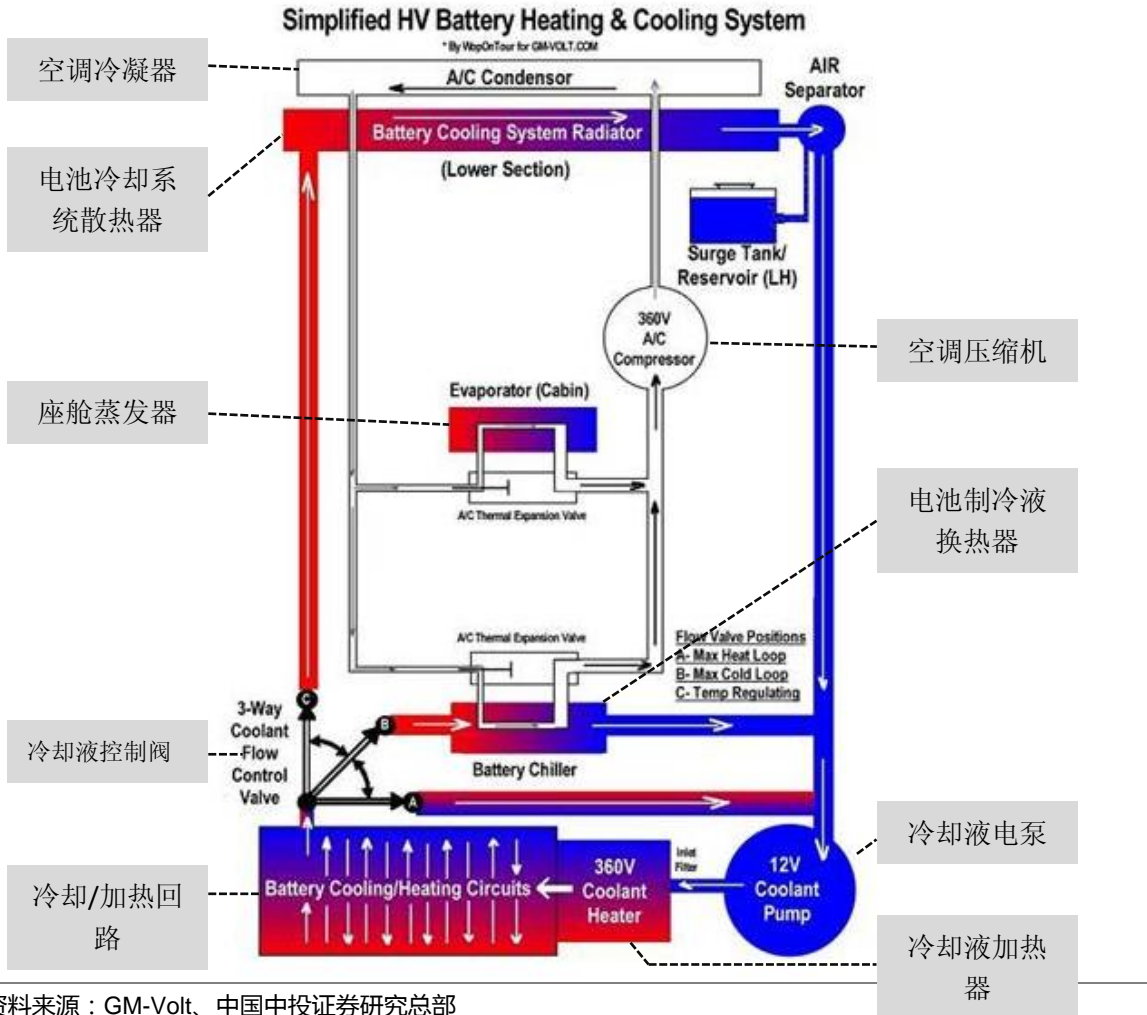 Simplified HV Battery Heating & Cooling System
* By WopOnTour for GM-VOLT.COM
空调冷凝器
A/C Condensor
AIR
Separator
Battery Cooling System Radiator
(Lower Section)
电池冷却系
统散热器
Surge Tank/
Reservoir (LH)
360V
A/C
Compressor
空调压缩机
Evaporator (Cabin)
座舱蒸发器
A/C Thermal Expansion Valve
电池制冷液
换热器
A/C Thermal Expansion Valve
Flow Valve Positions
A- Max Heat Loop
B- Max Cold Loop
C- Temp Regulating
C
3-Way
Coolant
Flow
Control
Valve
B
冷却液控制阀
Battery Chiller
A
冷却液电泵
Inlet
Filter
360V
Coolant
Heater
12V
Coolant
Pump
Battery Cooling/Heating Circuits
冷却/加热回
路
冷却液加热
器
资料来源：GM-Volt、中国中投证券研究总部